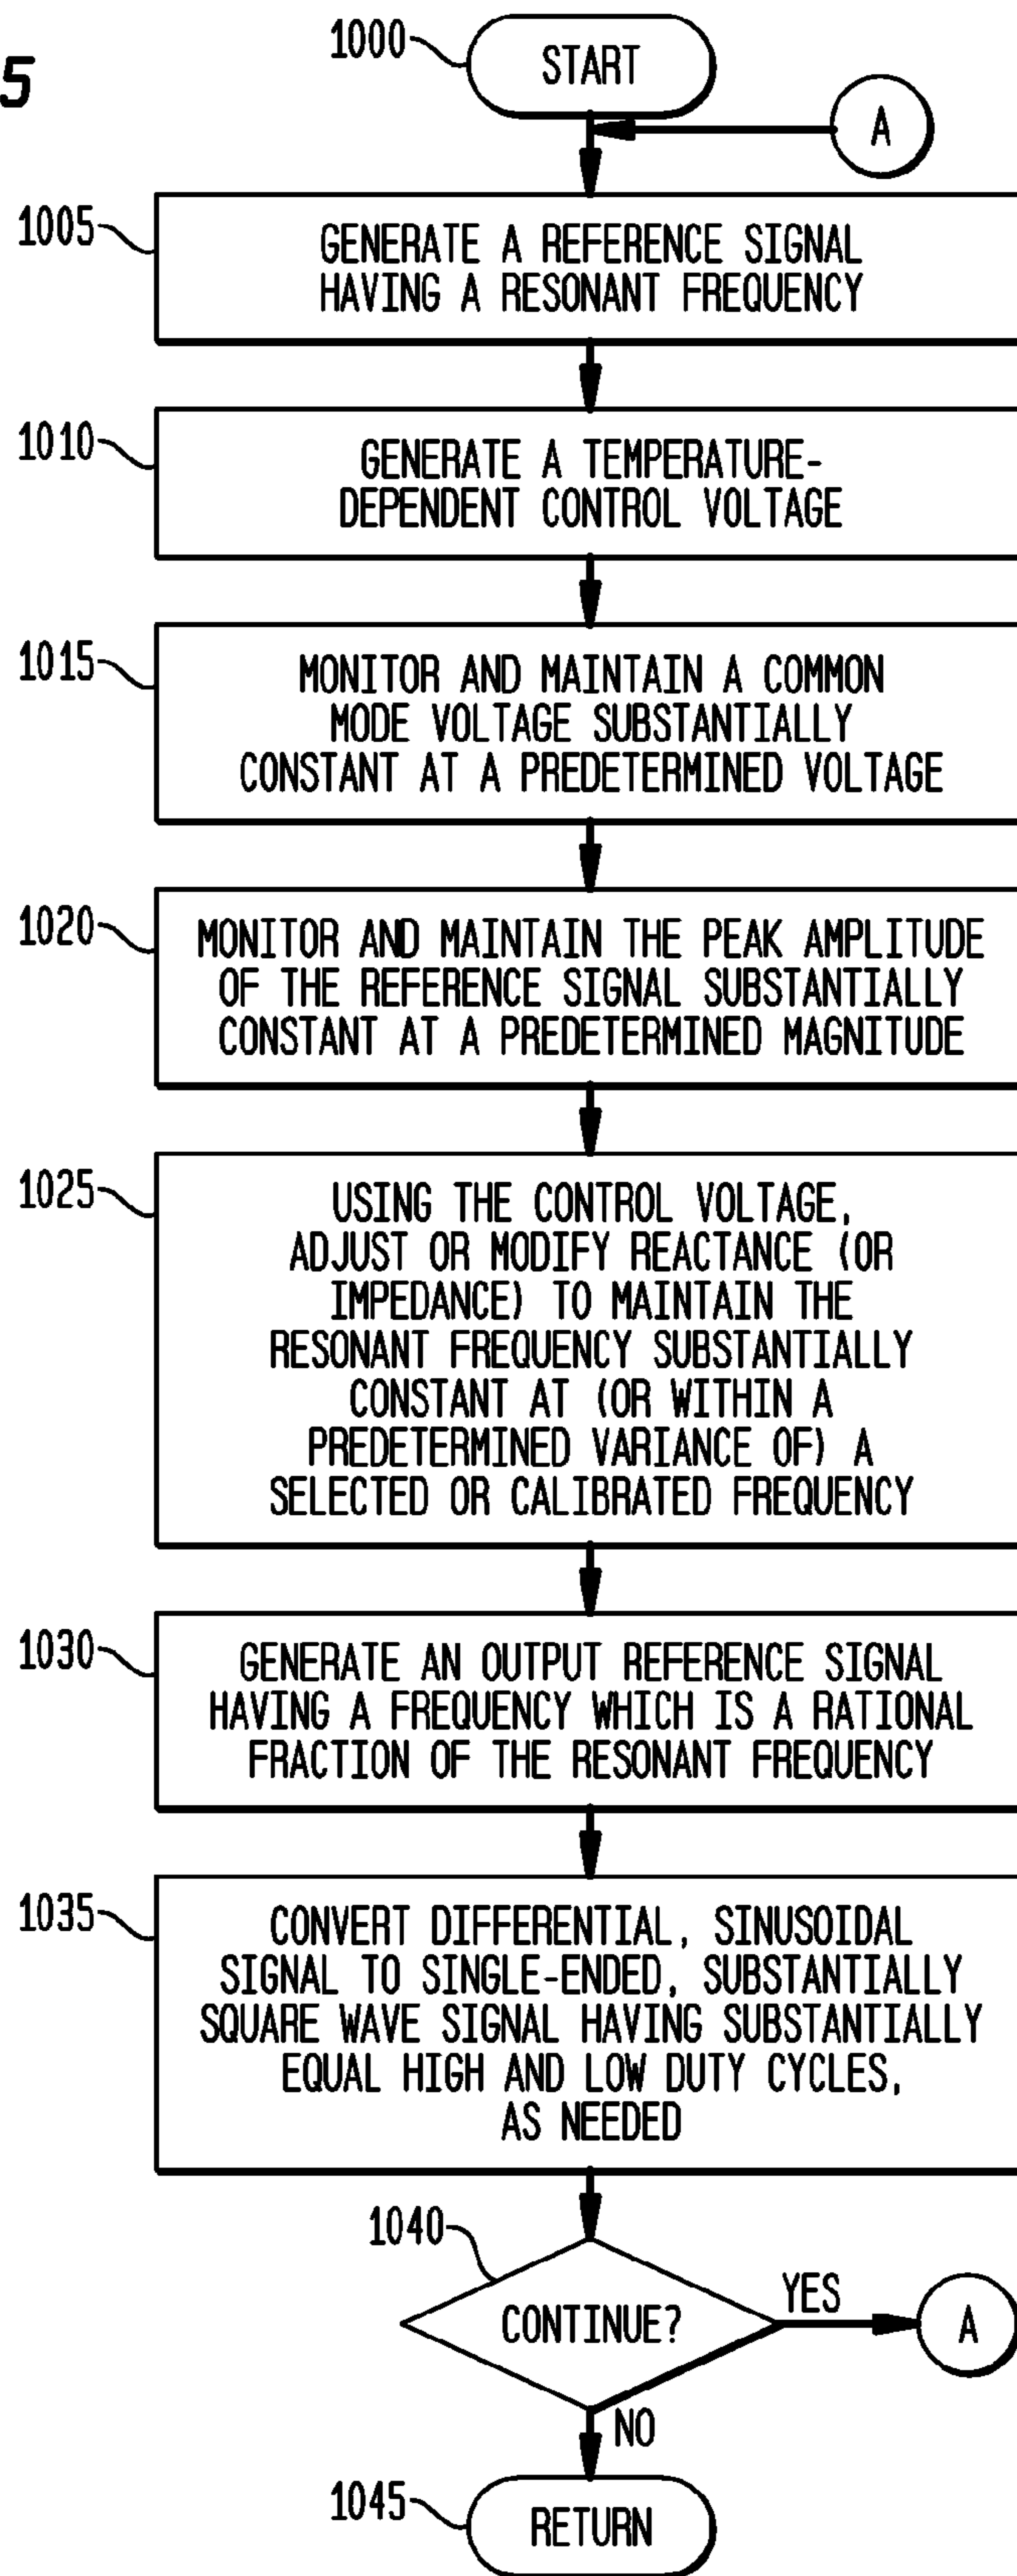 5
1000
START
A
1005
GENERATE A REFERENCE SIGNAL
HAVING A RESONANT FREQUENCY
1010
GENERATE A TEMPERATURE-
DEPENDENT CONTROL VOLTAGE
1015
MONITOR AND MAINTAIN A COMMON
MODE VOLTAGE SUBSTANTIALLY
CONSTANT AT A PREDETERMINED VOLTAGE
1020
MONITOR AND MAINTAIN THE PEAK AMPLITUDE
OF THE REFERENCE SIGNAL SUBSTANTIALLY
CONSTANT AT A PREDETERMINED MAGNITUDE
1025
USING THE CONTROL VOLTAGE,
ADJUST OR MODIFY REACTANCE (OR
IMPEDANCE) TO MAINTAIN THE
RESONANT FREQUENCY SUBSTANTIALLY
CONSTANT AT (OR WITHIN A
PREDETERMINED VARIANCE OF) A
SELECTED OR CALIBRATED FREQUENCY
1030
GENERATE AN OUTPUT REFERENCE SIGNAL
HAVING A FREQUENCY WHICH IS A RATIONAL
FRACTION OF THE RESONANT FREQUENCY
1035
CONVERT DIFFERENTIAL, SINUSOIDAL
SIGNAL TO SINGLE-ENDED, SUBSTANTIALLY
SQUARE WAVE SIGNAL HAVING SUBSTANTIALLY
EQUAL HIGH AND LOW DUTY CYCLES,
AS NEEDED
1040
CONTINUE?
YES
A
NO
1045
RETURN